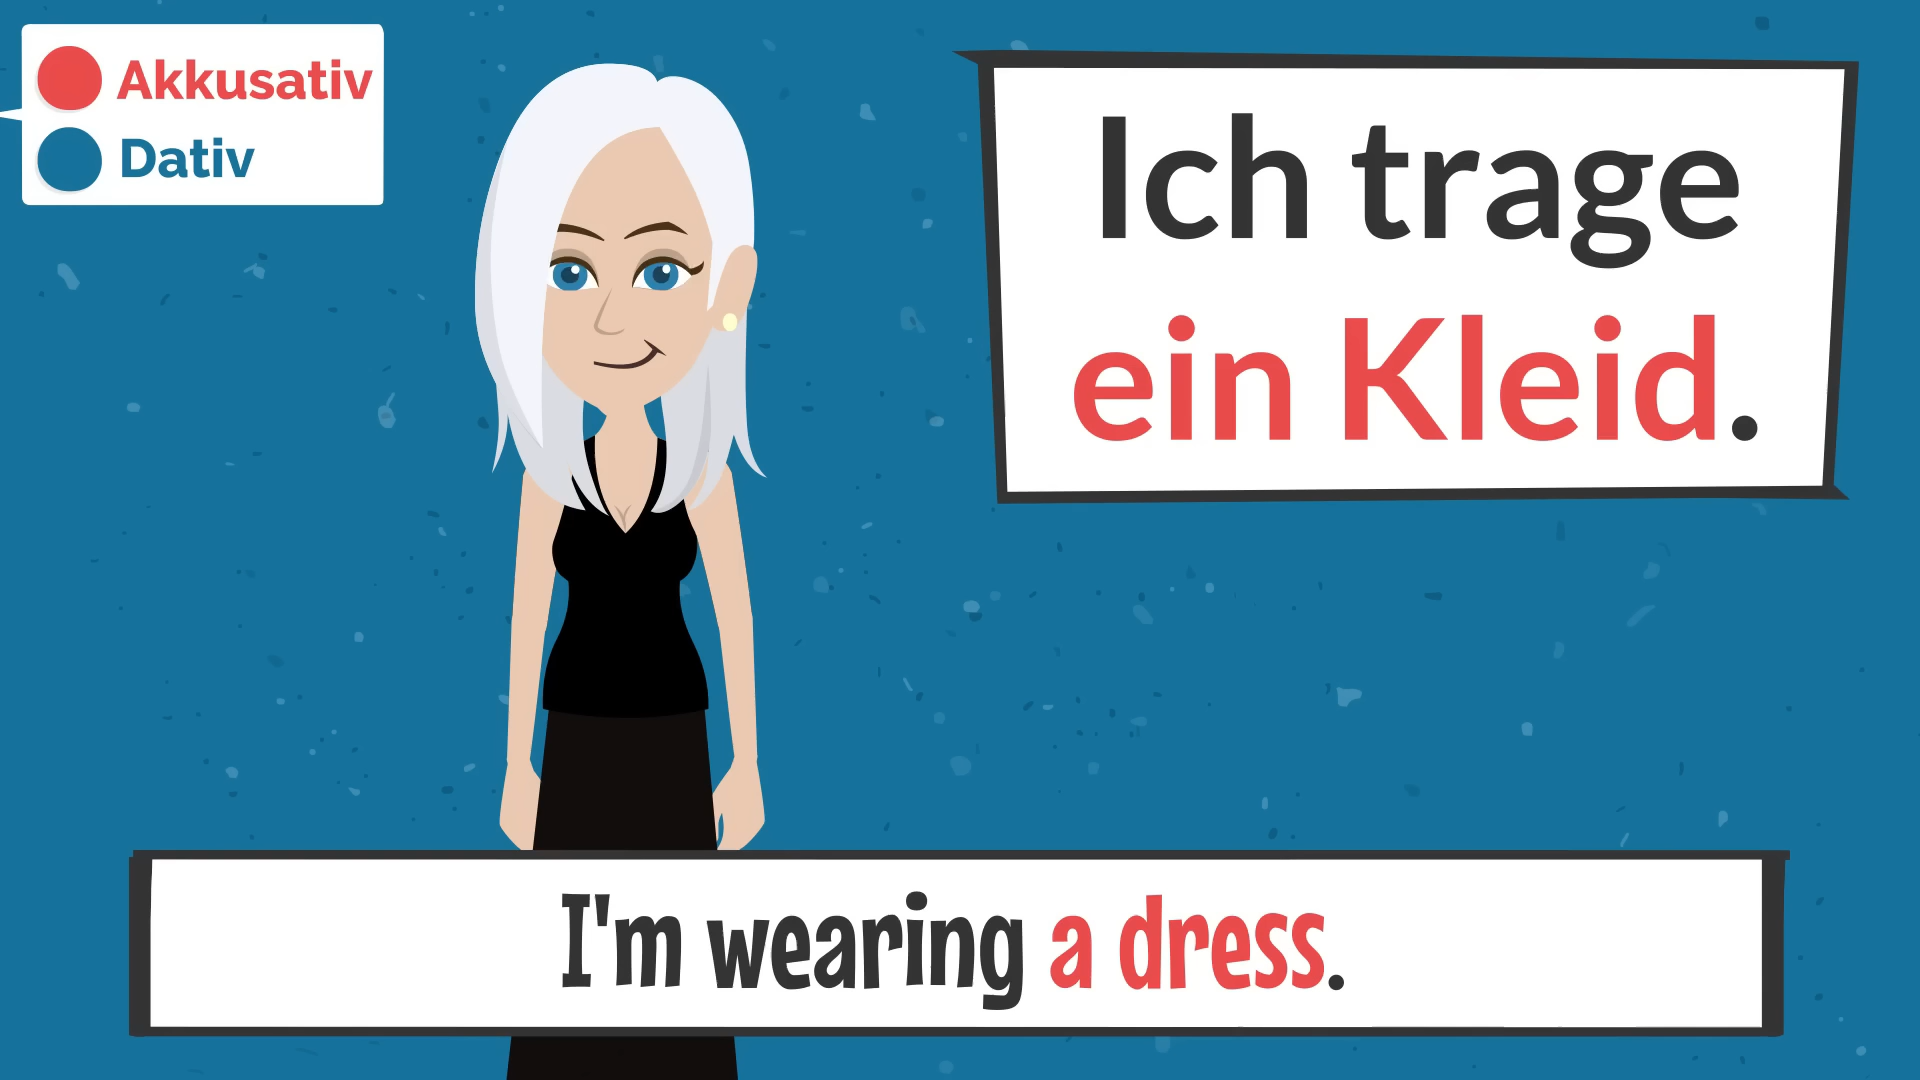 Akkusativ
Dativ
Ich trage
ein Kleid.
I'm wearing a dress.